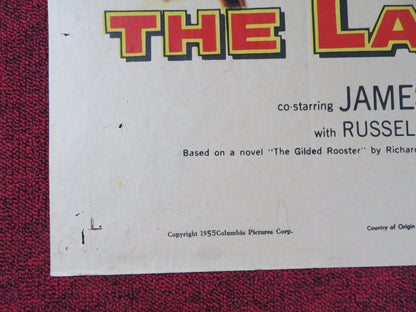 THE LA
co-starring JAMES
with RUSSEL
Based on a novel "The Gilded Rooster" by Richard
Copyright 1955 Columbia Pictures Corp.
Country of Origin